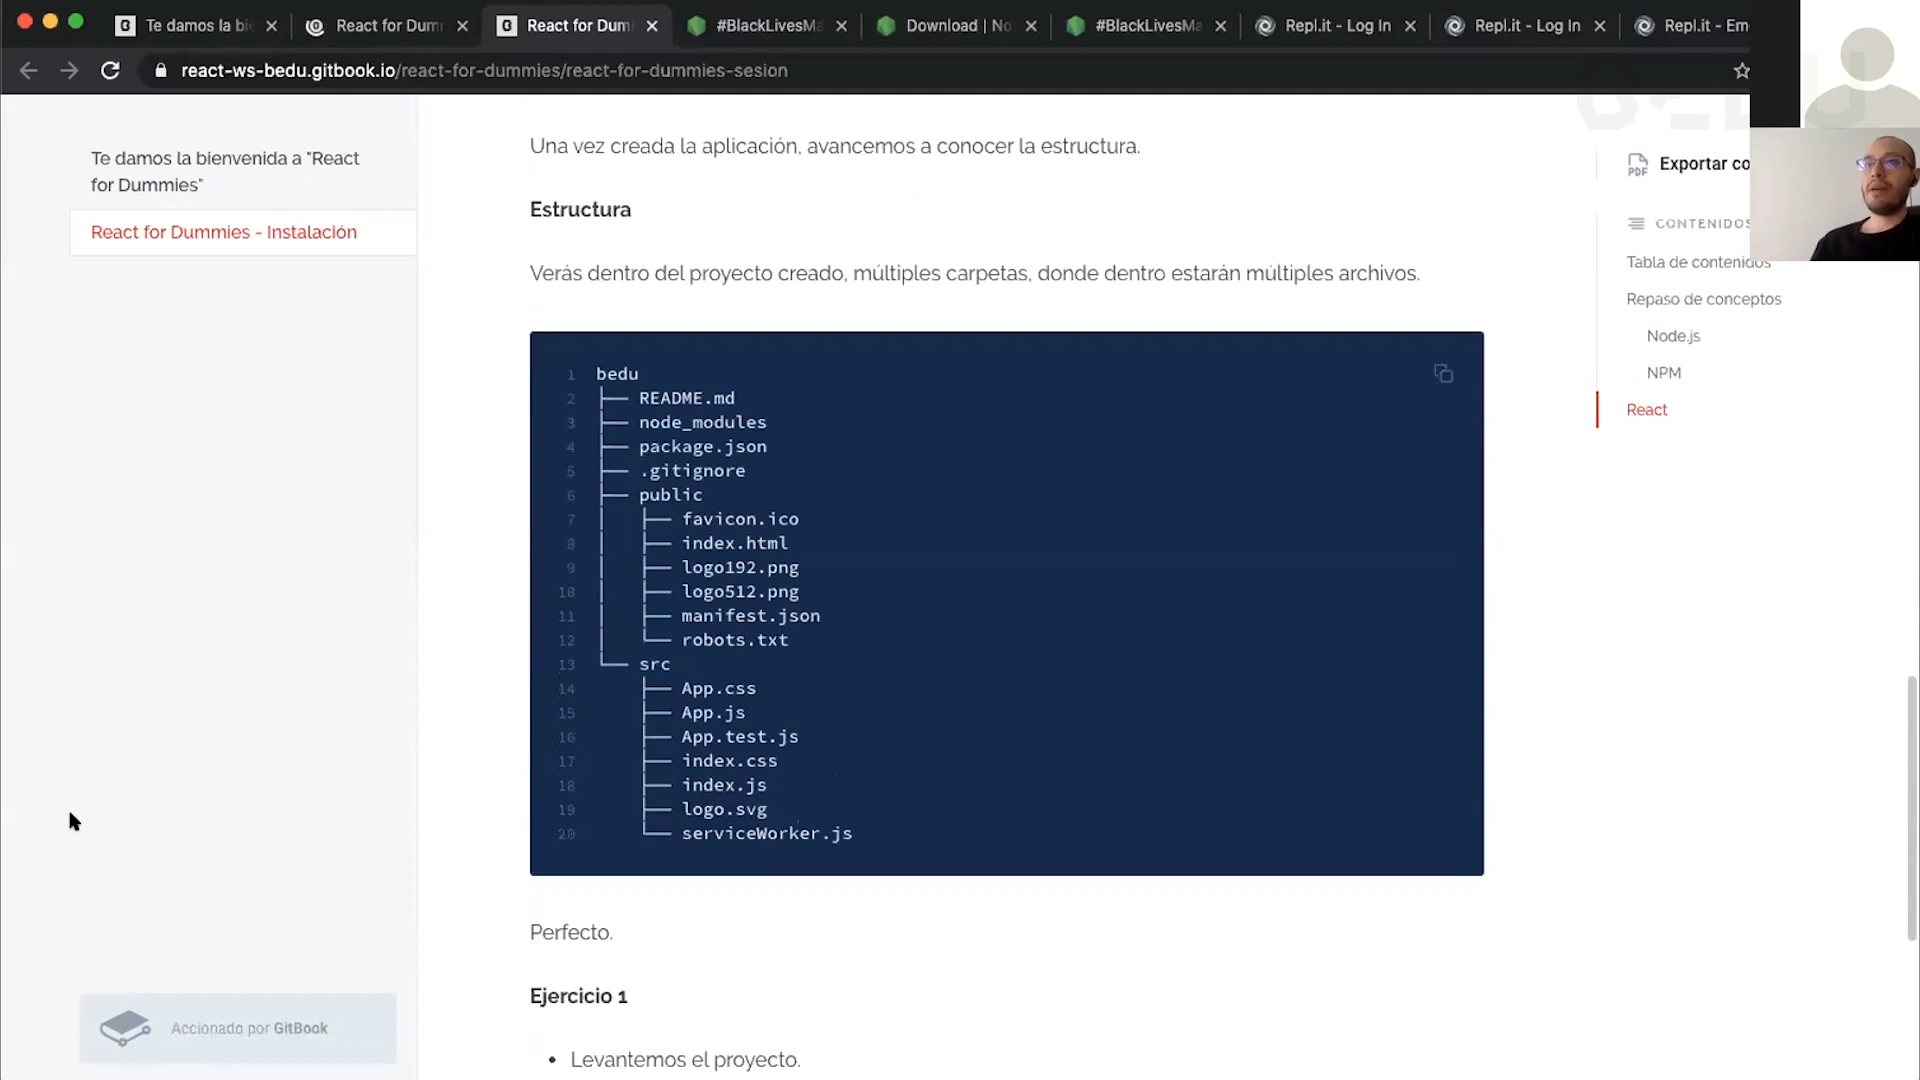 Te damos la bi
React for Dum
React for Dum
#BlackLivesMa
Download | No
#BlackLivesMa
Repl.it - Log In
Repl.it - Log In
Repl.it - Em
react-ws-bedu.gitbook.io/react-for-dummies/react-for-dummies-sesion
Te damos la bienvenida a "React
for Dummies"
React for Dummies - Instalación
Accionado por GitBook
Una vez creada la aplicación, avancemos a conocer la estructura.
Estructura
Verás dentro del proyecto creado, múltiples carpetas, donde dentro estarán múltiples archivos.
1 bedu
2 ├── README.md
3 ├── node_modules
4 ├── package.json
5 ├── .gitignore
6 ├── public
7 │   ├── favicon.ico
8 │   ├── index.html
9 │   ├── logo192.png
10 │   ├── logo512.png
11 │   ├── manifest.json
12 │   └── robots.txt
13 └── src
14     ├── App.css
15     ├── App.js
16     ├── App.test.js
17     ├── index.css
18     ├── index.js
19     ├── logo.svg
20     └── serviceWorker.js
Perfecto.
Ejercicio 1
• Levantemos el proyecto.
PDF
Exportar co
CONTENIDOS
Tabla de contenidos
Repaso de conceptos
Node.js
NPM
React
BEDU